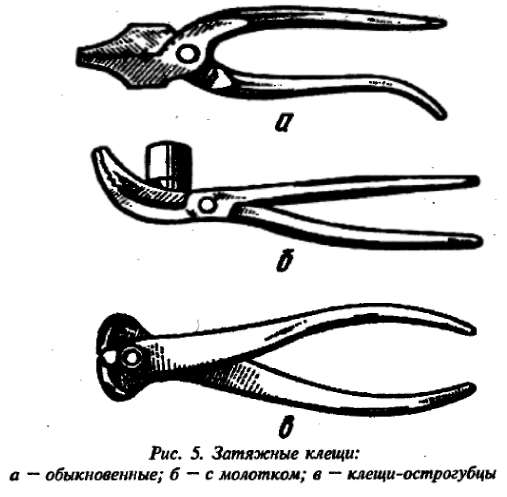 а
б
в
Рис. 5. Затяжные клещи:
а — обыкновенные; б — с молотком; в — клещи-острогубцы